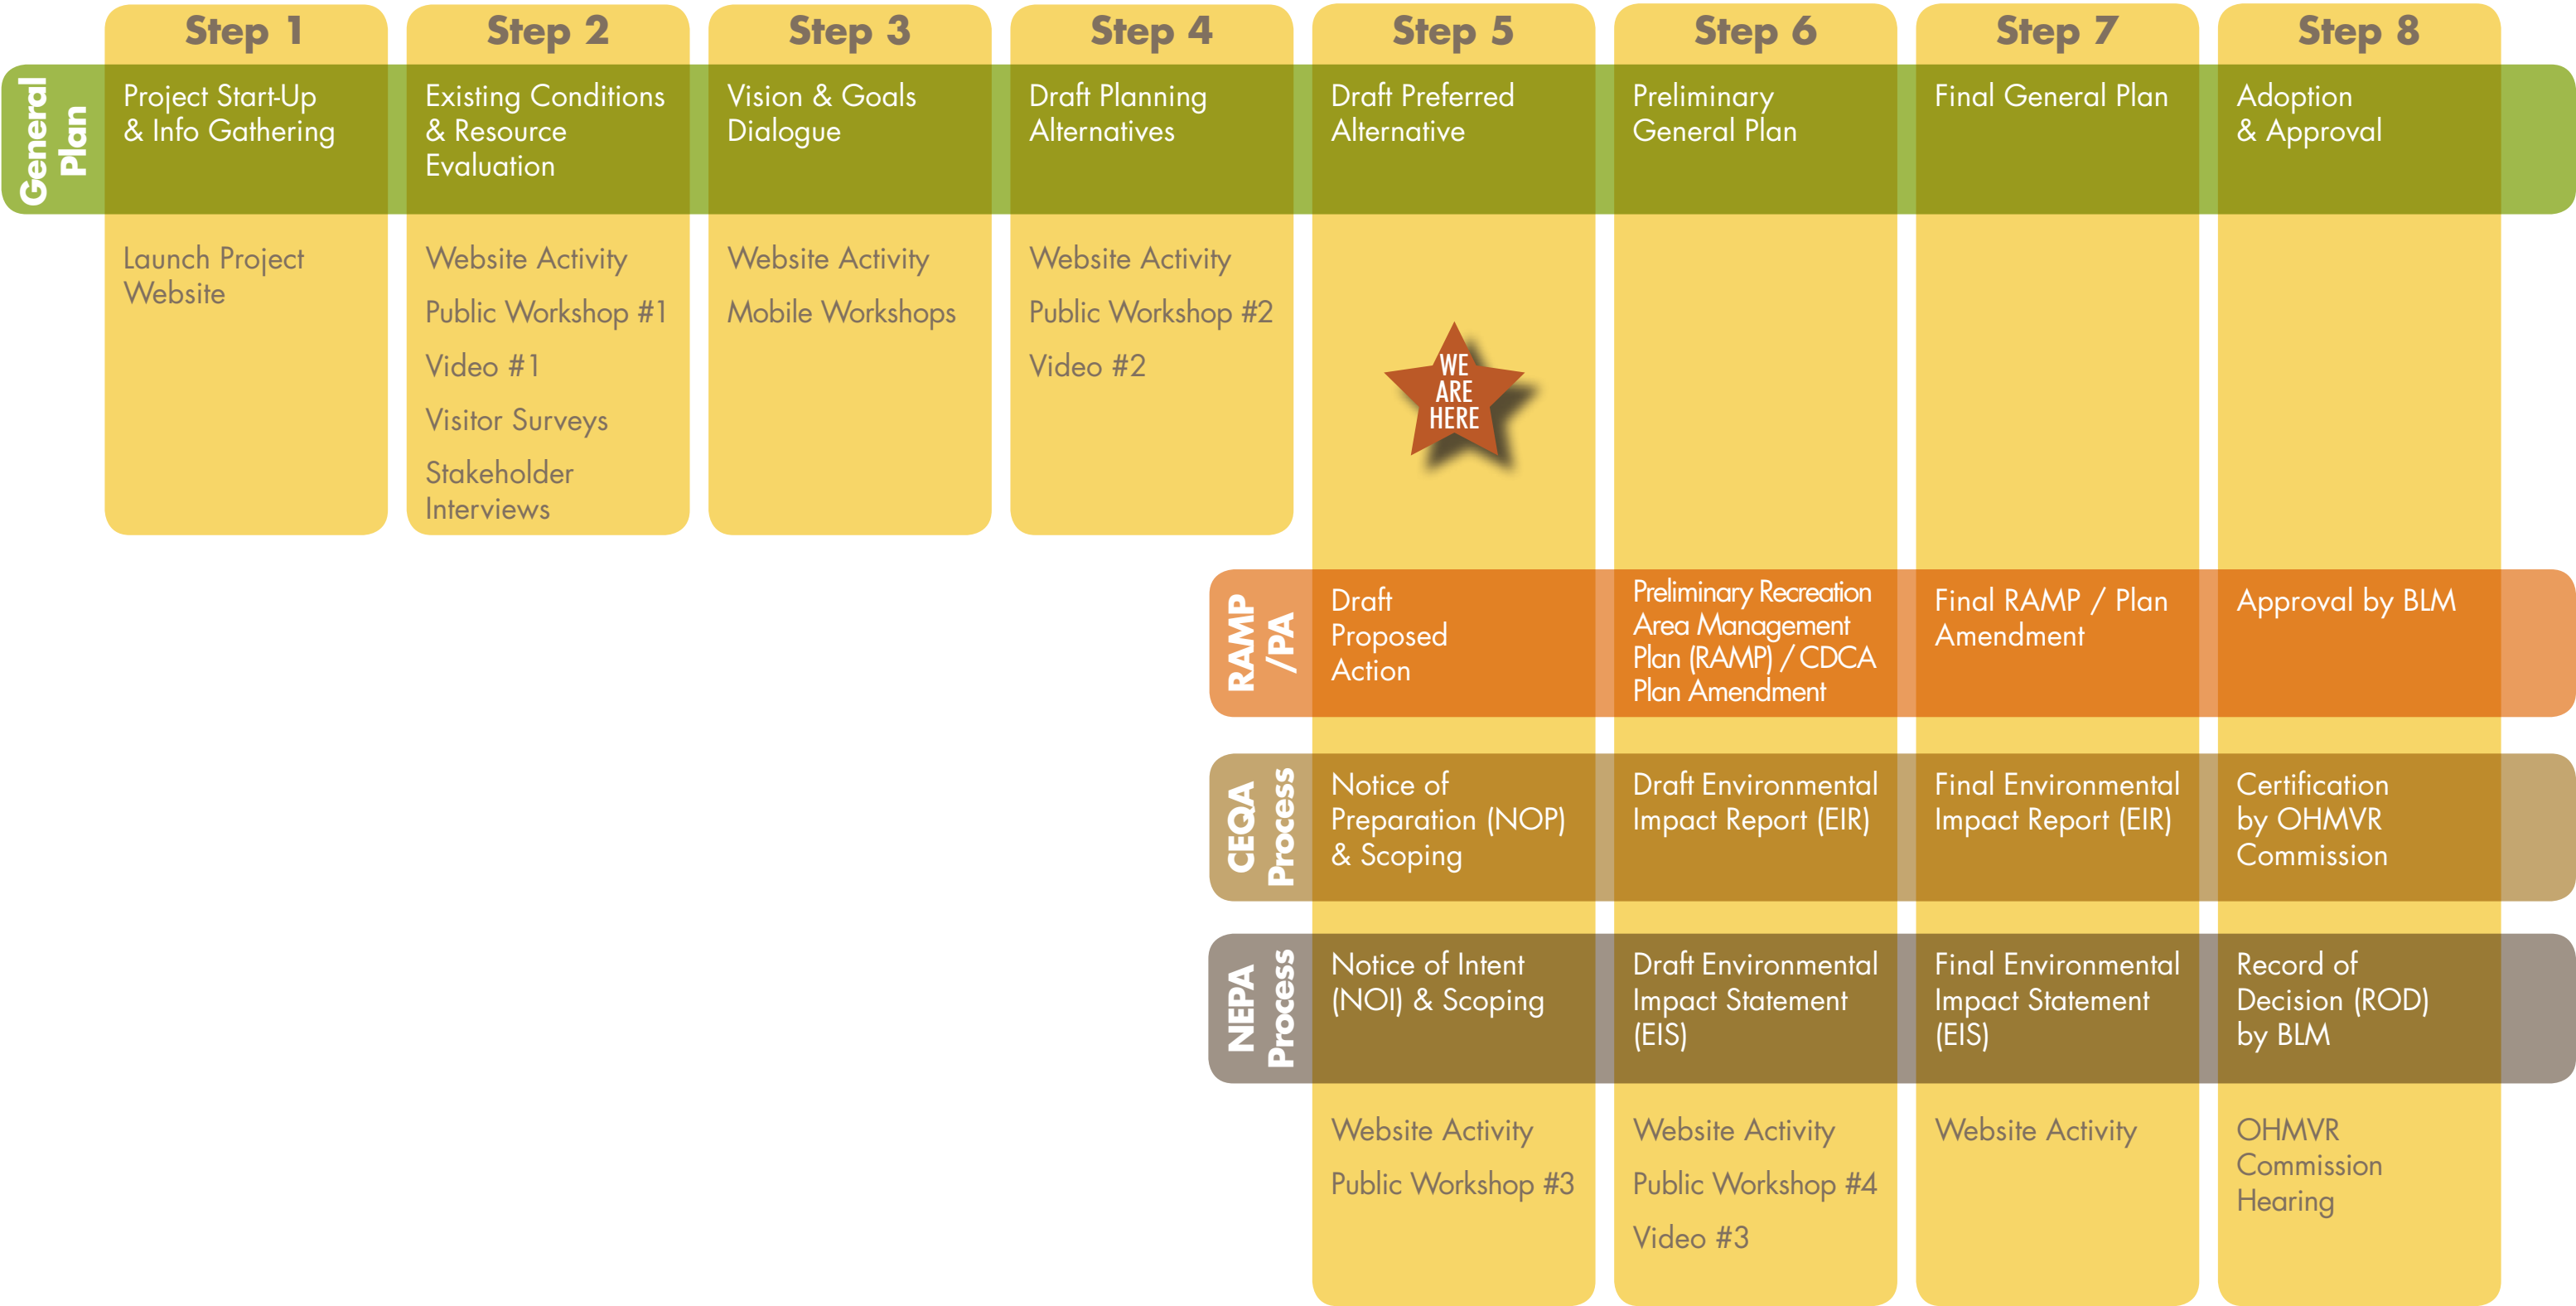 Step 1
Step 2
Step 3
Step 4
Step 5
Step 6
Step 7
Step 8
General
Plan
Project Start-Up
& Info Gathering
Existing Conditions
& Resource
Evaluation
Vision & Goals
Dialogue
Draft Planning
Alternatives
Draft Preferred
Alternative
Preliminary
General Plan
Final General Plan
Adoption
& Approval
Launch Project
Website
Website Activity
Public Workshop #1
Video #1
Visitor Surveys
Stakeholder
Interviews
Website Activity
Mobile Workshops
Website Activity
Public Workshop #2
Video #2
WE
ARE
HERE
RAMP
/PA
Draft
Proposed
Action
Preliminary Recreation
Area Management
Plan (RAMP) / CDCA
Plan Amendment
Final RAMP / Plan
Amendment
Approval by BLM
CEQA
Process
Notice of
Preparation (NOP)
& Scoping
Draft Environmental
Impact Report (EIR)
Final Environmental
Impact Report (EIR)
Certification
by OHMVR
Commission
NEPA
Process
Notice of Intent
(NOI) & Scoping
Draft Environmental
Impact Statement
(EIS)
Final Environmental
Impact Statement
(EIS)
Record of
Decision (ROD)
by BLM
Website Activity
Public Workshop #3
Website Activity
Public Workshop #4
Video #3
Website Activity
OHMVR
Commission
Hearing